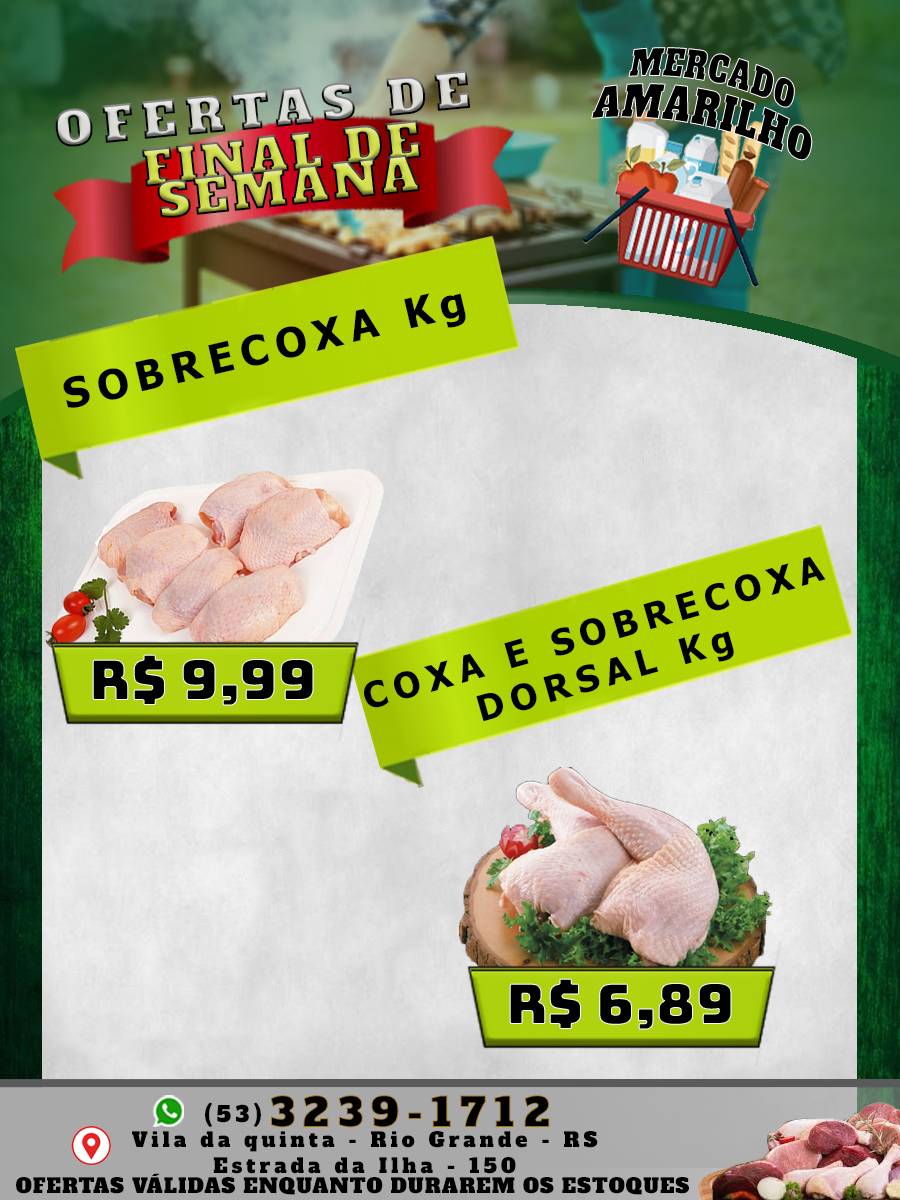 OFERTAS DE
FINAL DE
SEMANA
MERCADO
AMARILHO
SOBRECOXA Kg
R$ 9,99
COXA E SOBRECOXA
DORSAL Kg
R$ 6,89
(53) 3239-1712
Vila da quinta - Rio Grande - RS
Estrada da Ilha - 150
OFERTAS VÁLIDAS ENQUANTO DURAREM OS ESTOQUES